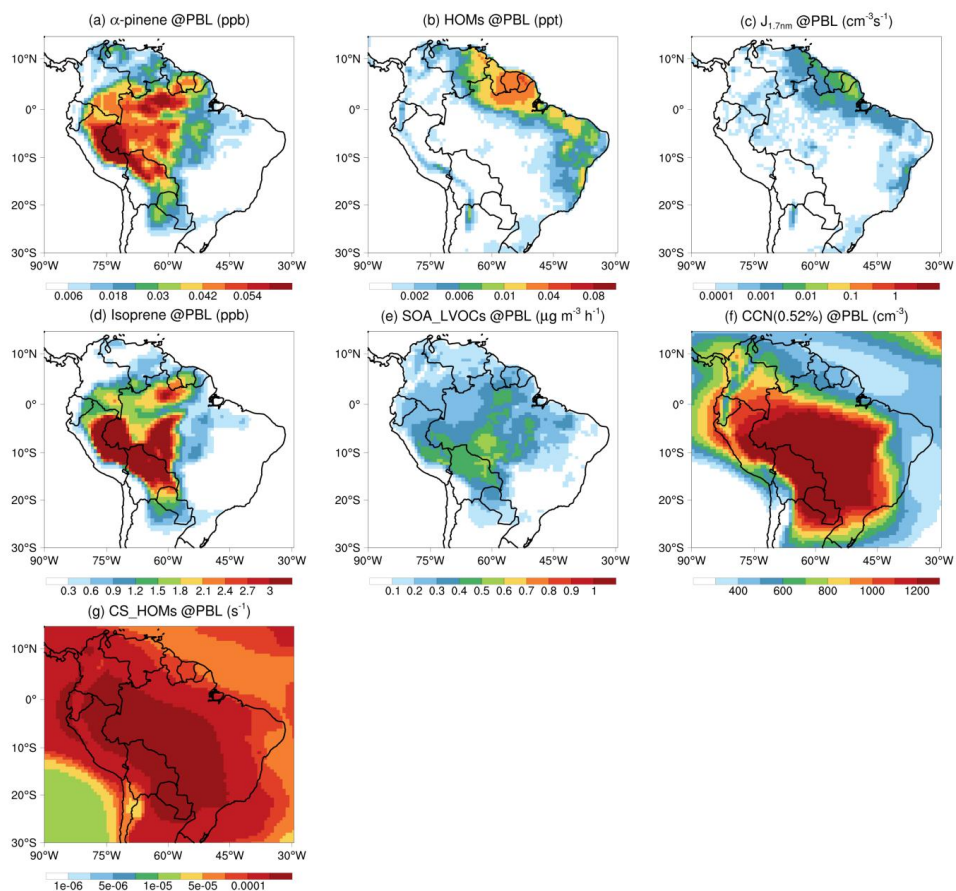 (a) α-pinene @PBL (ppb)
(b) HOMs @PBL (ppt)
(c) J1.7nm @PBL (cm-3s-1)
10°N
0°
10°S
20°S
30°S
90°W 75°W 60°W 45°W 30°W
0.006 0.018 0.03 0.042 0.054
10°N
0°
10°S
20°S
30°S
90°W 75°W 60°W 45°W 30°W
0.002 0.006 0.01 0.04 0.08
10°N
0°
10°S
20°S
30°S
90°W 75°W 60°W 45°W 30°W
0.0001 0.001 0.01 0.1 1
(d) Isoprene @PBL (ppb)
(e) SOA_LVOCs @PBL (μg m-3 h-1)
(f) CCN(0.52%) @PBL (cm-3)
10°N
0°
10°S
20°S
30°S
90°W 75°W 60°W 45°W 30°W
0.3 0.6 0.9 1.2 1.5 1.8 2.1 2.4 2.7 3
10°N
0°
10°S
20°S
30°S
90°W 75°W 60°W 45°W 30°W
0.1 0.2 0.3 0.4 0.5 0.6 0.7 0.8 0.9 1
10°N
0°
10°S
20°S
30°S
90°W 75°W 60°W 45°W 30°W
400 600 800 1000 1200
(g) CS_HOMs @PBL (s-1)
10°N
0°
10°S
20°S
30°S
90°W 75°W 60°W 45°W 30°W
1e-06 5e-06 1e-05 5e-05 0.0001